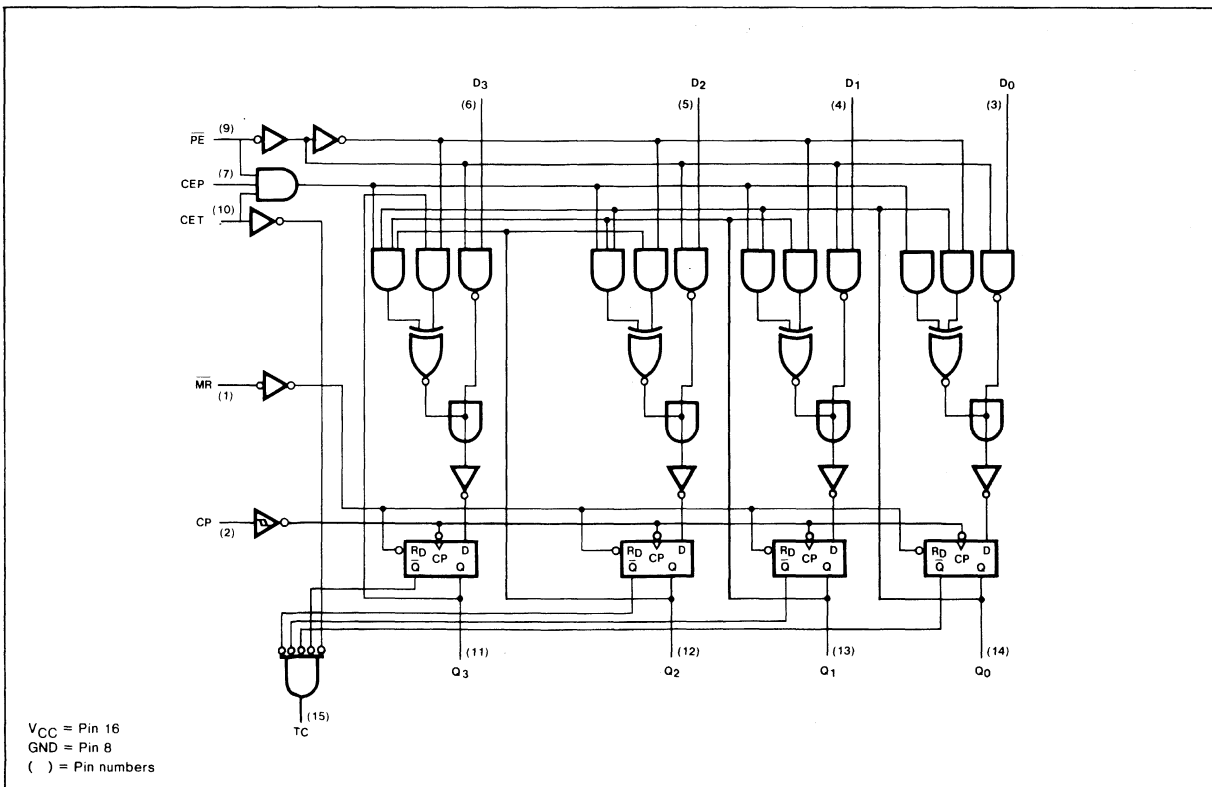 D3 D2 D1 D0
(6) (5) (4) (3)
P̅E̅ (9)
CEP (7)
CET (10)
M̅R̅
(1)
CP
(2)
RD CP D
Q̅ Q
RD CP D
Q̅ Q
RD CP D
Q̅ Q
RD CP D
Q̅ Q
(11) (12) (13) (14)
Q3 Q2 Q1 Q0
(15)
TC
VCC = Pin 16
GND = Pin 8
( ) = Pin numbers